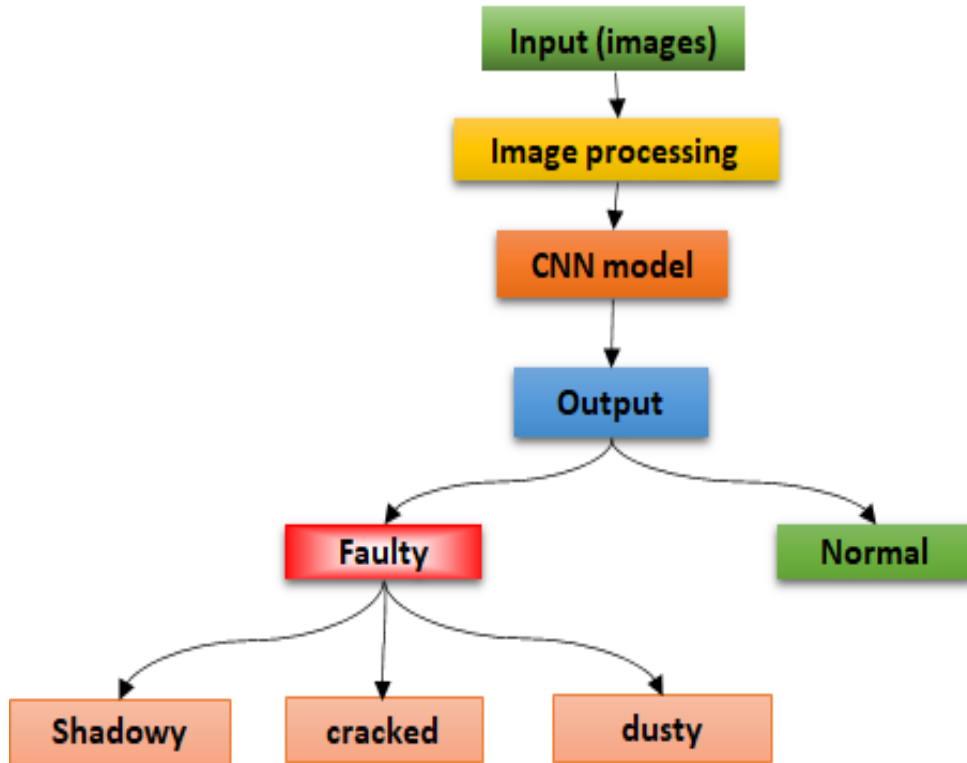 Input (images)
Image processing
CNN model
Output
Faulty
Normal
Shadowy
cracked
dusty